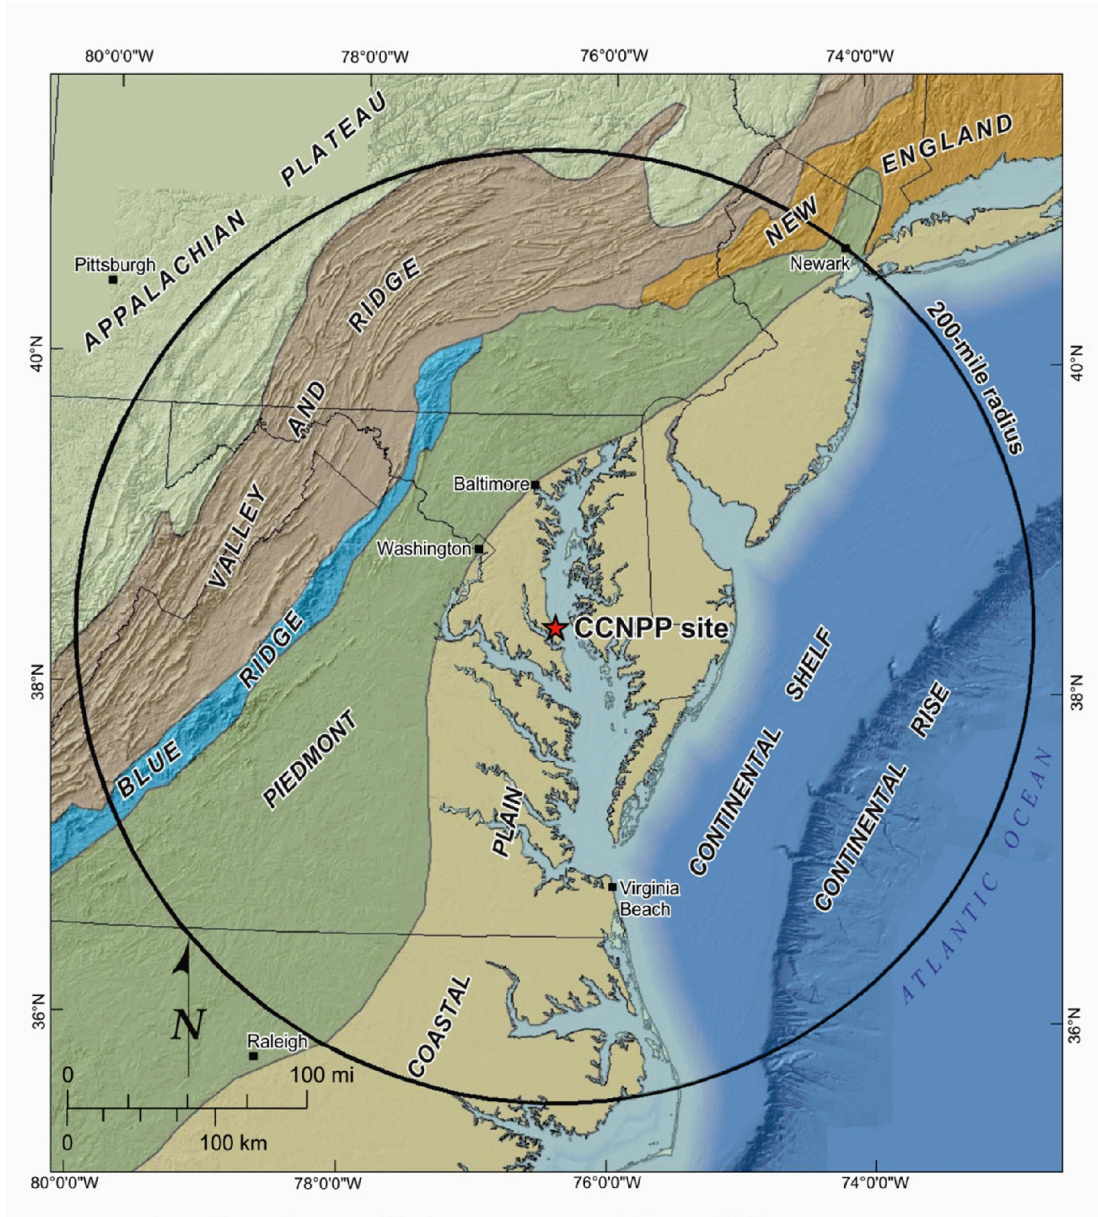 80°0'0"W
78°0'0"W
76°0'0"W
74°0'0"W
APPALACHIAN PLATEAU
NEW ENGLAND
Pittsburgh
Newark
200-mile radius
VALLEY AND RIDGE
40°N
40°N
Baltimore
Washington
CCNPP site
BLUE RIDGE
38°N
38°N
PIEDMONT
CONTINENTAL SHELF
CONTINENTAL RISE
ATLANTIC OCEAN
COASTAL PLAIN
Virginia
Beach
36°N
36°N
N
Raleigh
0
100 mi
0
100 km
80°0'0"W
78°0'0"W
76°0'0"W
74°0'0"W